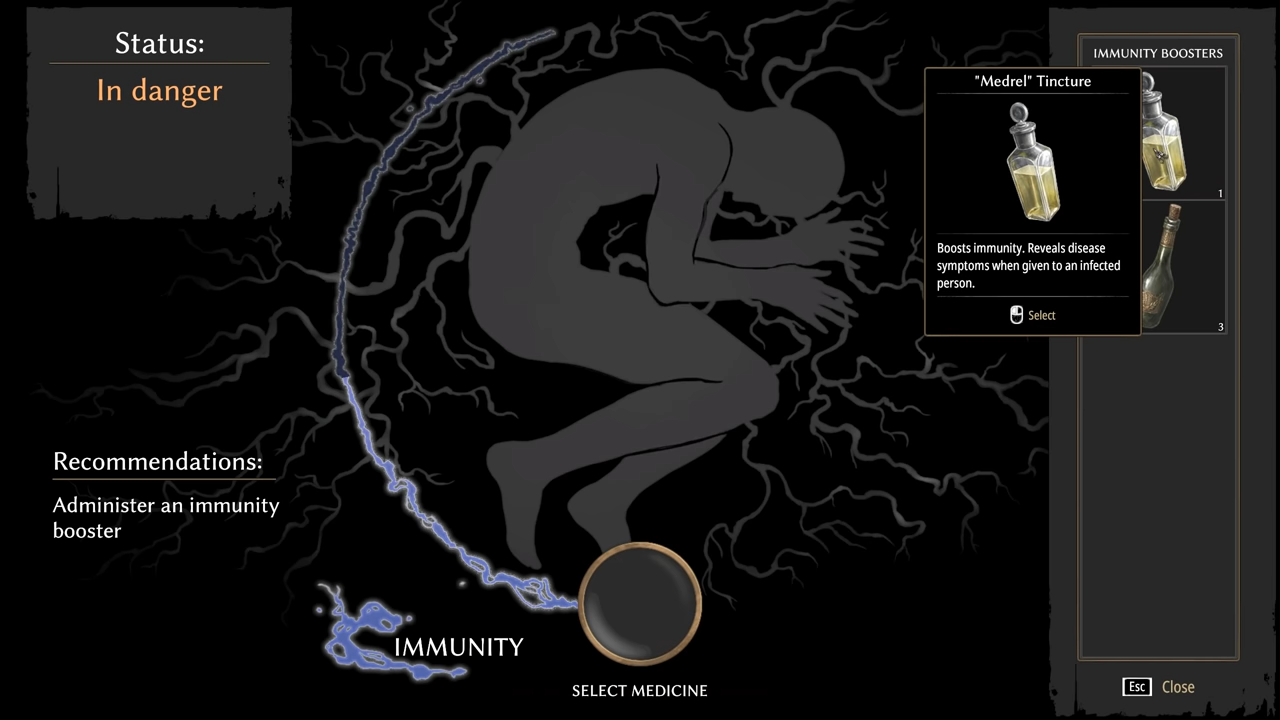 Status:
In danger
IMMUNITY BOOSTERS
"Medrel" Tincture
1
Boosts immunity. Reveals disease
symptoms when given to an infected
person.
Select
3
Recommendations:
Administer an immunity
booster
IMMUNITY
SELECT MEDICINE
Esc Close